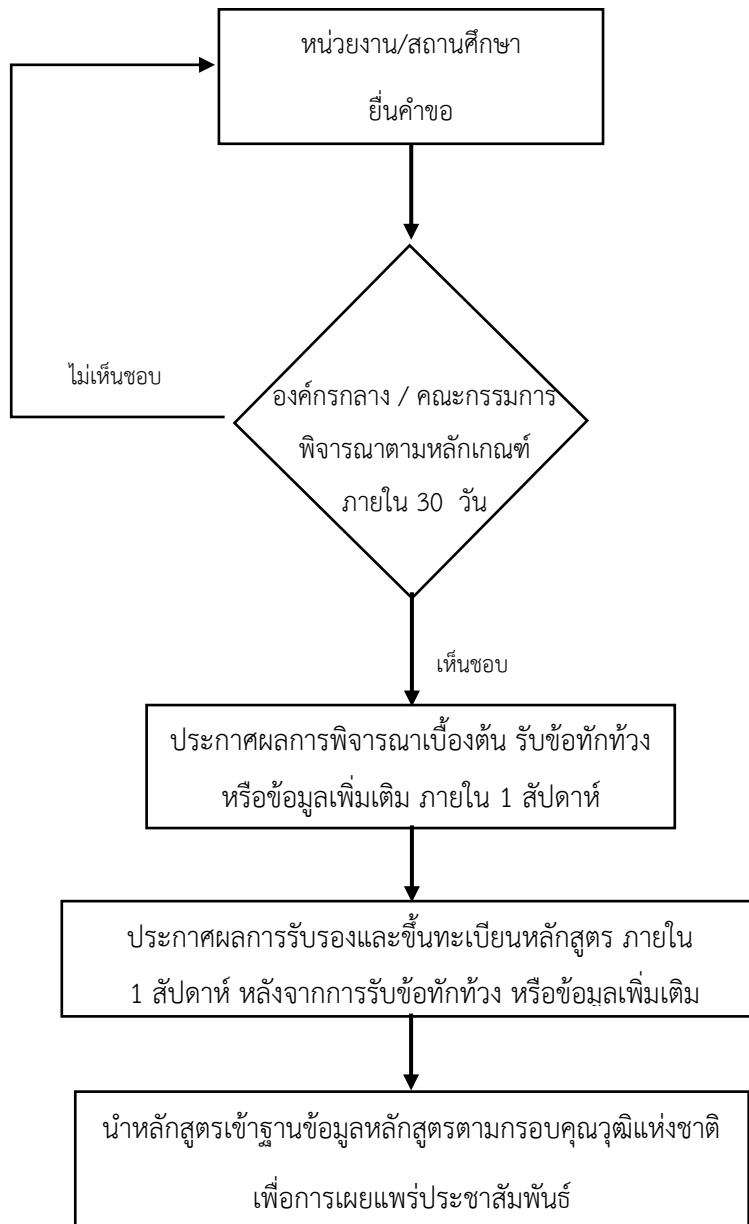 หน่วยงาน/สถานศึกษา
ยื่นคำขอ
ไม่เห็นชอบ
องค์กรกลาง / คณะกรรมการ
พิจารณาตามหลักเกณฑ์
ภายใน 30 วัน
เห็นชอบ
ประกาศผลการพิจารณาเบื้องต้น รับข้อทักท้วง
หรือข้อมูลเพิ่มเติม ภายใน 1 สัปดาห์
ประกาศผลการรับรองและขึ้นทะเบียนหลักสูตร ภายใน
1 สัปดาห์ หลังจากการรับข้อทักท้วง หรือข้อมูลเพิ่มเติม
นำหลักสูตรเข้าฐานข้อมูลหลักสูตรตามกรอบคุณวุฒิแห่งชาติ
เพื่อการเผยแพร่ประชาสัมพันธ์